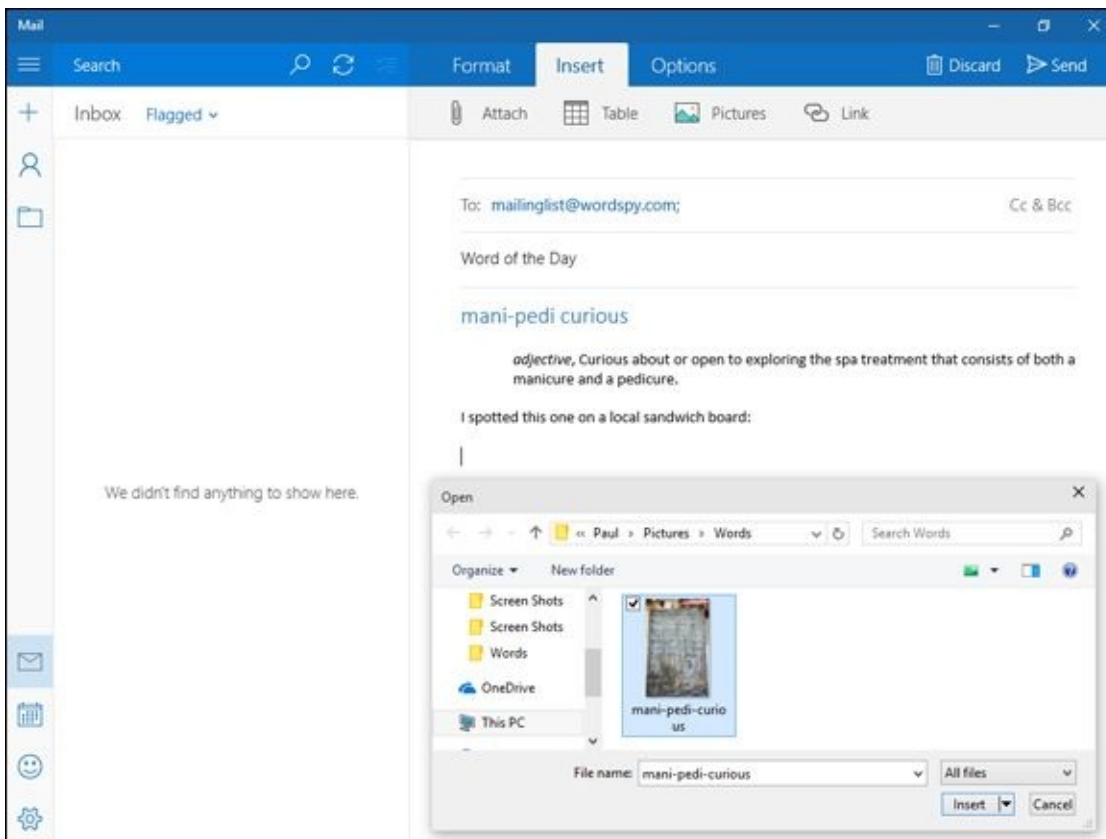 Mail
Search
Format Insert Options
Discard Send
Inbox Flagged
Attach Table Pictures Link
To: mailinglist@wordspy.com; Cc & Bcc
Word of the Day
mani-pedi curious
adjective, Curious about or open to exploring the spa treatment that consists of both a
manicure and a pedicure.
I spotted this one on a local sandwich board:
We didn't find anything to show here.
Open
« Paul › Pictures › Words Search Words
Organize New folder
Screen Shots
Screen Shots
Words
OneDrive
This PC
mani-pedi-curio
us
File name: mani-pedi-curious All files
Insert Cancel